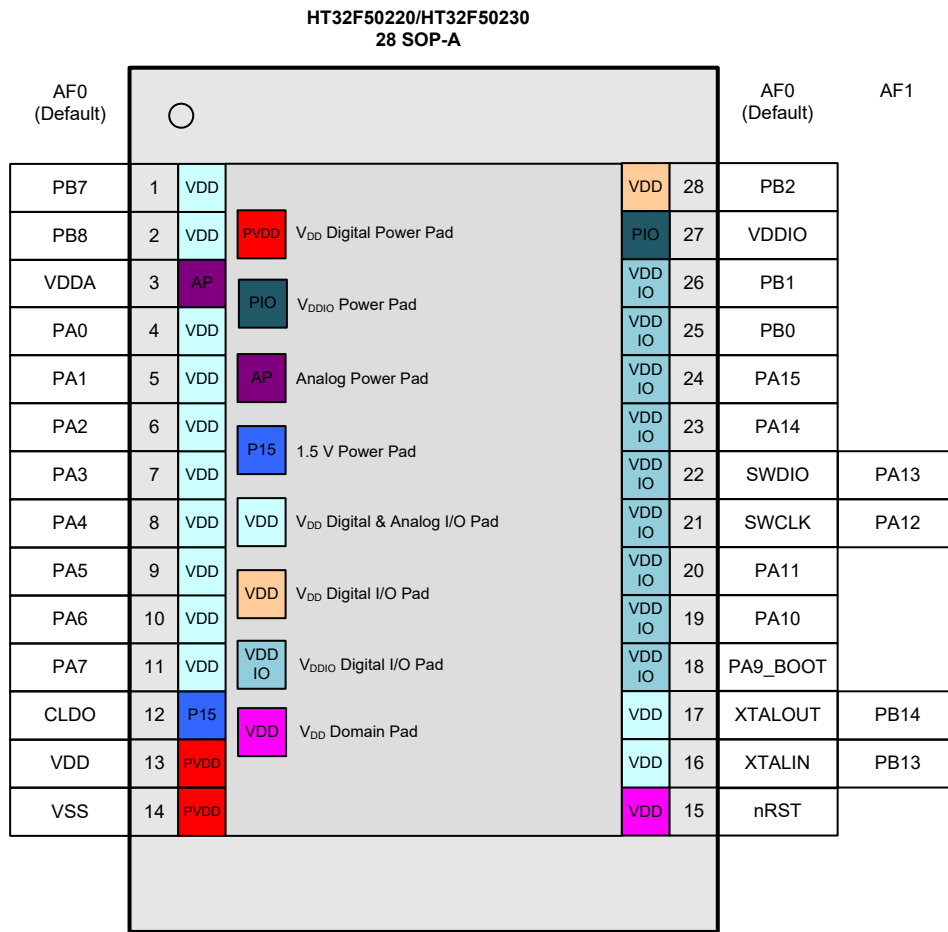 HT32F50220/HT32F50230
28 SOP-A
AF0
(Default)
AF0
(Default)
AF1
PB7 1 VDD
VDD 28 PB2
PB8 2 VDD
PVDD VDD Digital Power Pad
PIO 27 VDDIO
VDDA 3 AP
PIO VDDIO Power Pad
VDD
IO 26 PB1
PA0 4 VDD
VDD
IO 25 PB0
PA1 5 VDD
AP Analog Power Pad
VDD
IO 24 PA15
PA2 6 VDD
P15 1.5 V Power Pad
VDD
IO 23 PA14
PA3 7 VDD
VDD
IO 22 SWDIO PA13
PA4 8 VDD
VDD VDD Digital & Analog I/O Pad
VDD
IO 21 SWCLK PA12
PA5 9 VDD
VDD VDD Digital I/O Pad
VDD
IO 20 PA11
PA6 10 VDD
VDD
IO 19 PA10
PA7 11 VDD
VDD
IO VDDIO Digital I/O Pad
VDD
IO 18 PA9_BOOT
CLDO 12 P15
VDD VDD Domain Pad
VDD 17 XTALOUT PB14
VDD 13 PVDD
VDD 16 XTALIN PB13
VSS 14 PVDD
VDD 15 nRST